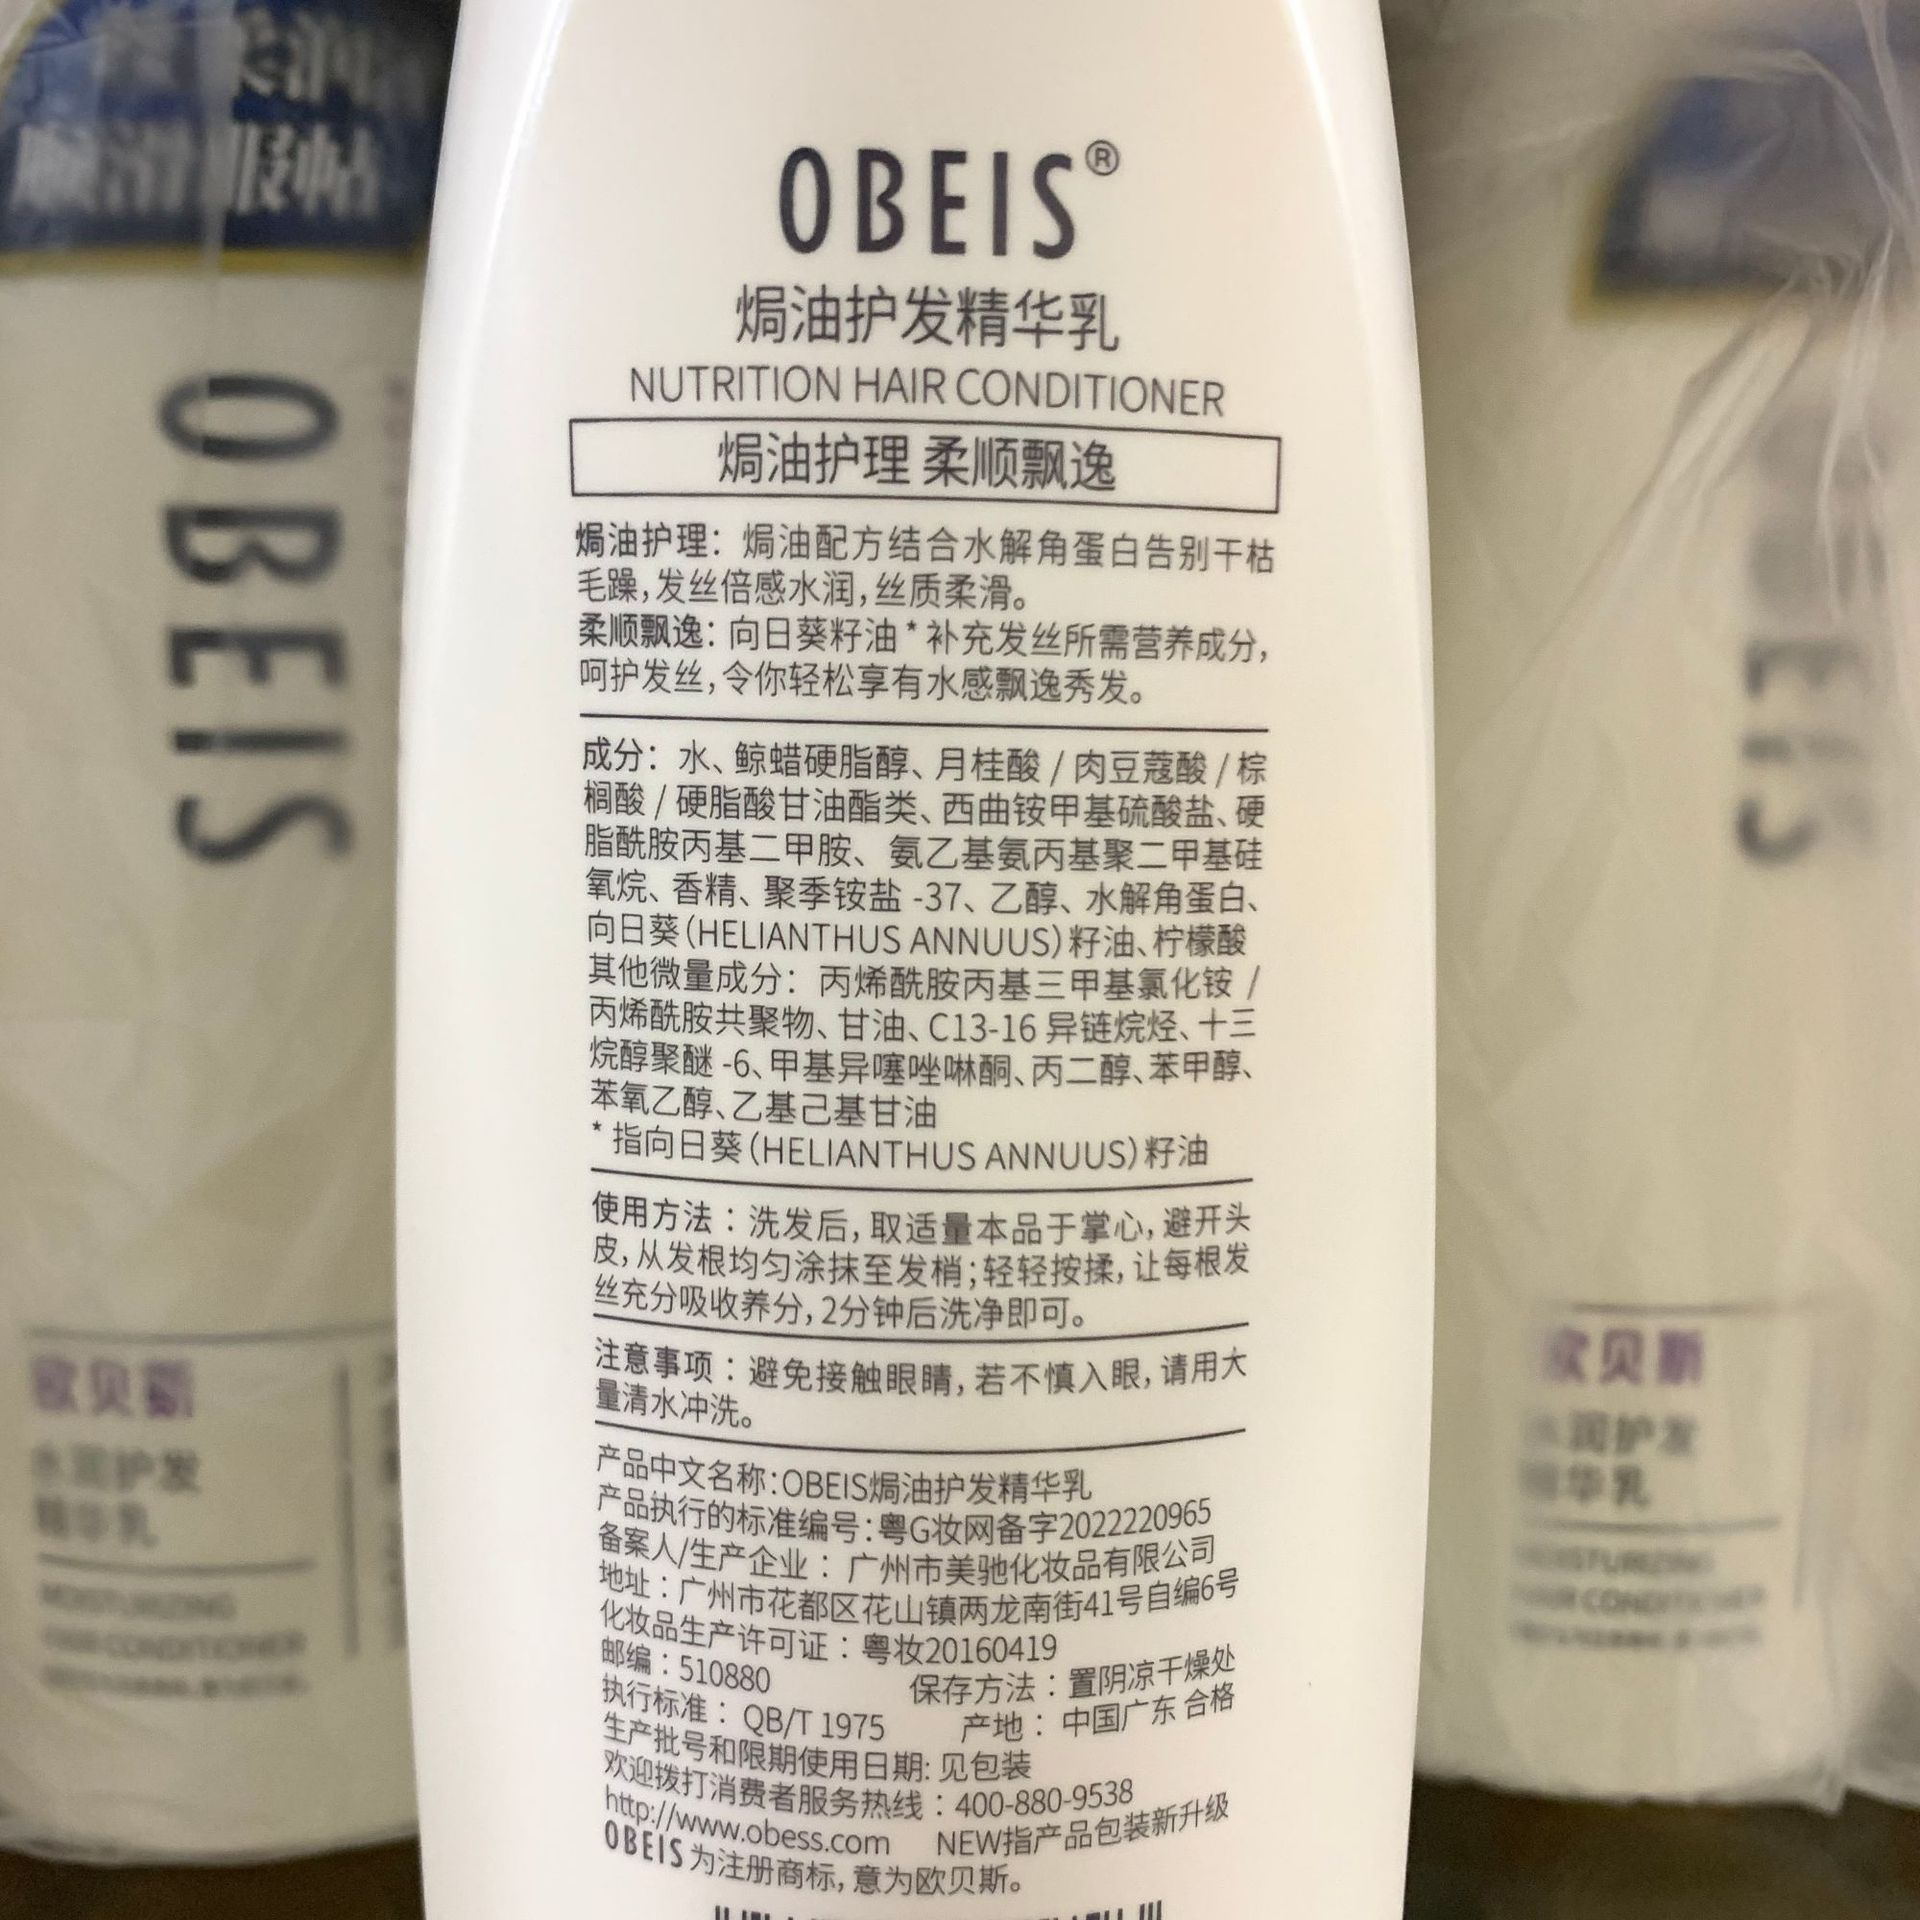 OBEIS®
焗油护发精华乳
NUTRITION HAIR CONDITIONER
焗油护理 柔顺飘逸
焗油护理：焗油配方结合水解角蛋白告别干枯
毛躁，发丝倍感水润，丝质柔滑。
柔顺飘逸：向日葵籽油*补充发丝所需营养成分，
呵护发丝，令你轻松享有水感飘逸秀发。
成分：水、鲸蜡硬脂醇、月桂酸 / 肉豆蔻酸 / 棕
榈酸 / 硬脂酸甘油酯类、西曲铵甲基硫酸盐、硬
脂酰胺丙基二甲胺、氨乙基氨丙基聚二甲基硅
氧烷、香精、聚季铵盐 -37、乙醇、水解角蛋白、
向日葵（HELIANTHUS ANNUUS）籽油、柠檬酸
其他微量成分：丙烯酰胺丙基三甲基氯化铵 /
丙烯酰胺共聚物、甘油、C13-16 异链烷烃、十三
烷醇聚醚 -6、甲基异噻唑啉酮、丙二醇、苯甲醇、
苯氧乙醇、乙基己基甘油
* 指向日葵（HELIANTHUS ANNUUS）籽油
使用方法：洗发后，取适量本品于掌心，避开头
皮，从发根均匀涂抹至发梢；轻轻按揉，让每根发
丝充分吸收养分，2分钟后洗净即可。
注意事项：避免接触眼睛，若不慎入眼，请用大
量清水冲洗。
产品中文名称：OBEIS焗油护发精华乳
产品执行的标准编号：粤G妆网备字2022220965
备案人/生产企业：广州市美驰化妆品有限公司
地址：广州市花都区花山镇两龙南街41号自编6号
化妆品生产许可证：粤妆20160419
邮编：510880 保存方法：置阴凉干燥处
执行标准：QB/T 1975 产地：中国广东 合格
生产批号和限期使用日期: 见包装
欢迎拨打消费者服务热线：400-880-9538
http://www.obess.com NEW指产品包装新升级
OBEIS为注册商标，意为欧贝斯。
OBEIS
欧贝斯
水润护发
精华乳
MOISTURIZING
HAIR CONDITIONER
欧贝斯
水润护发
精华乳
MOISTURIZING
HAIR CONDITIONER